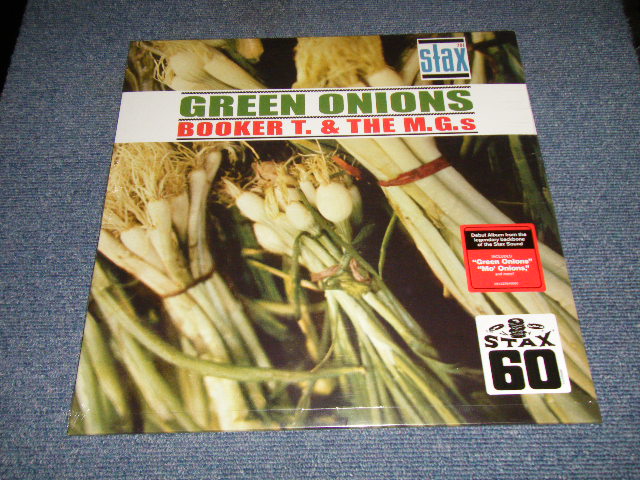 stax
GREEN ONIONS
BOOKER T. & THE M.G.s
Debut Album from the
legendary backbone
of the Stax Sound
INCLUDES
"Green Onions"
"Mo' Onions,"
and more!
STAX
60